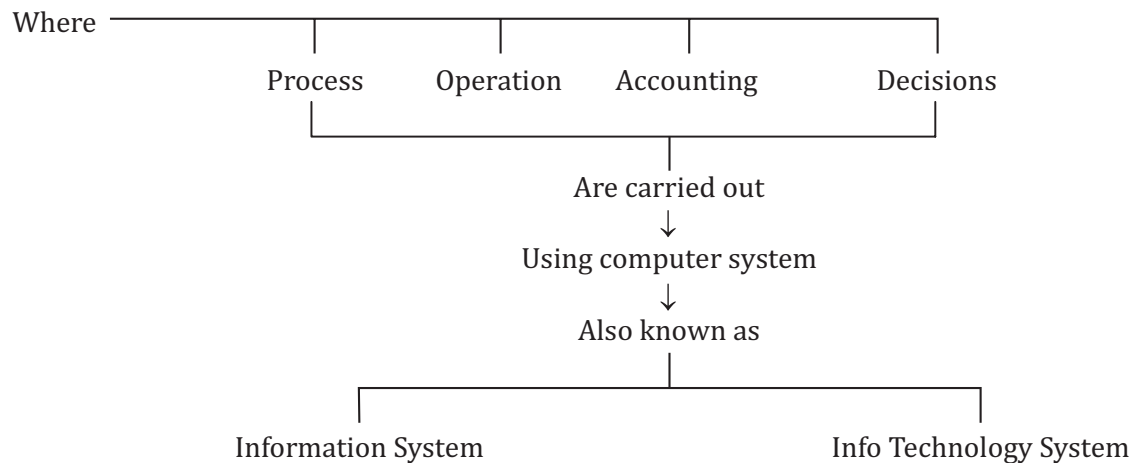 Where
Process Operation Accounting Decisions
Are carried out
Using computer system
Also known as
Information System Info Technology System